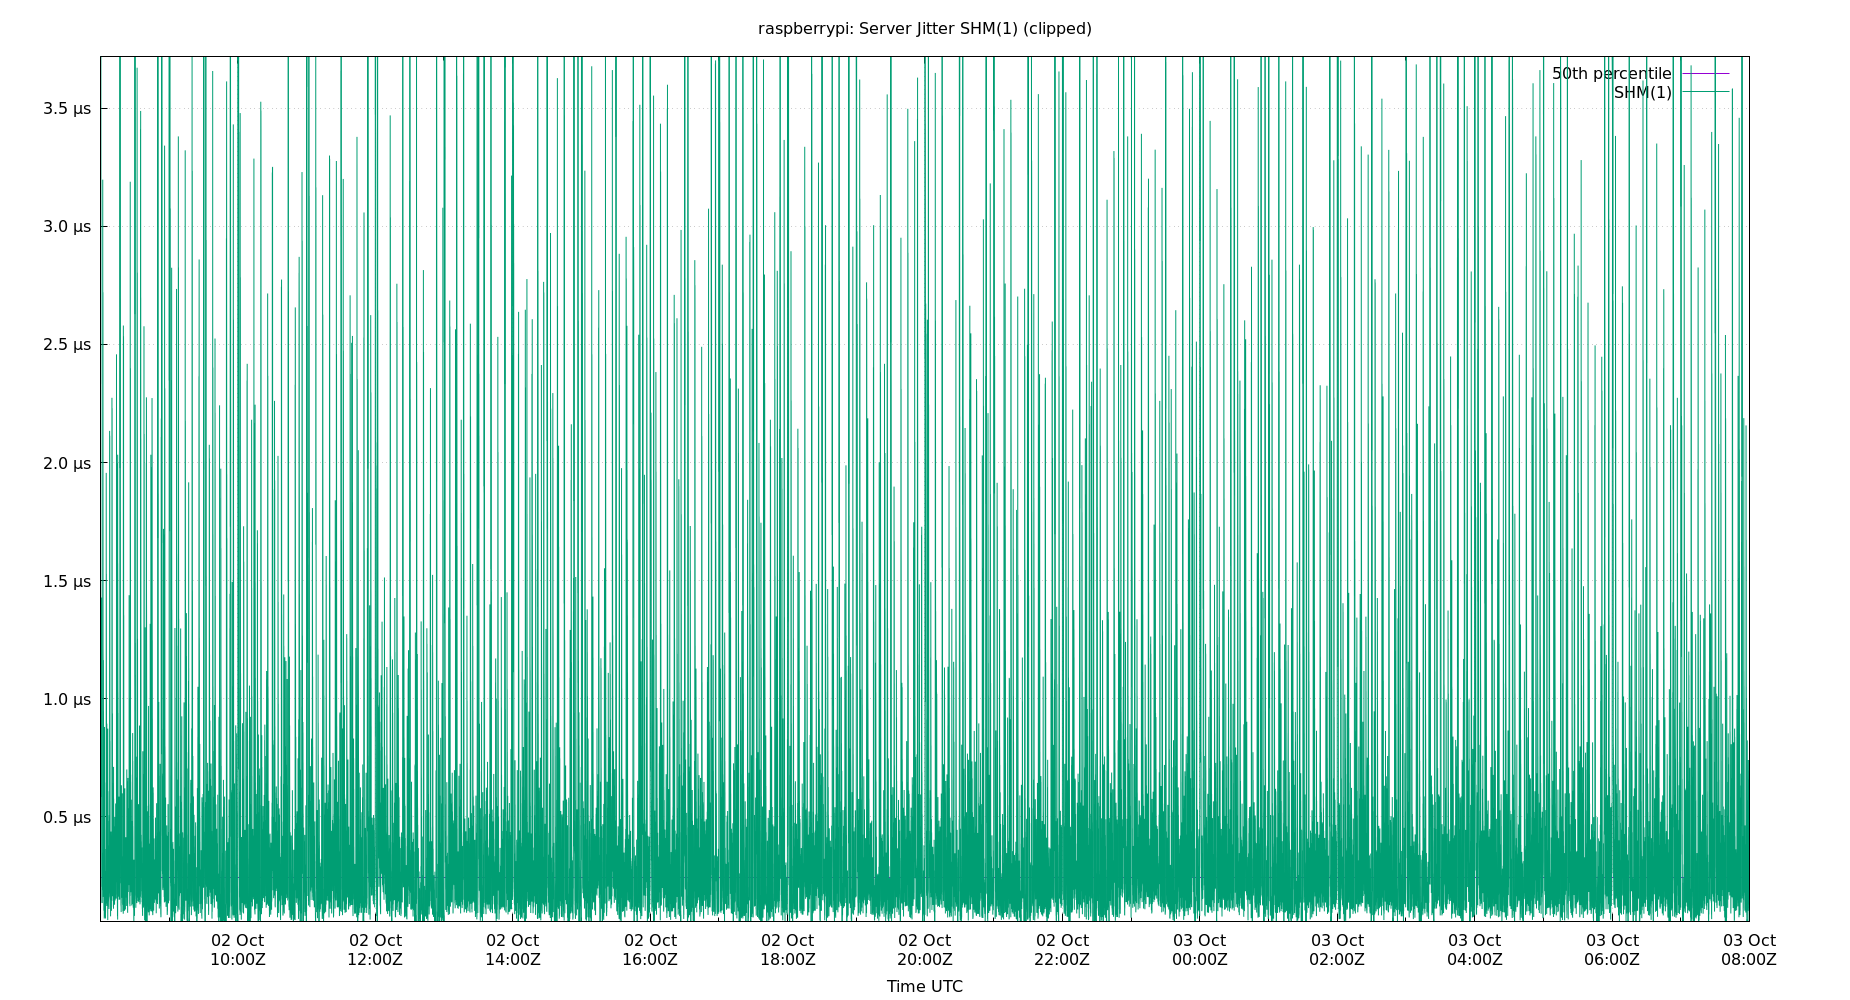 raspberrypi: Server Jitter SHM(1) (clipped)
50th percentile
SHM(1)
3.5 µs
3.0 µs
2.5 µs
2.0 µs
1.5 µs
1.0 µs
0.5 µs
02 Oct 02 Oct 02 Oct 02 Oct 02 Oct 02 Oct 02 Oct 03 Oct 03 Oct 03 Oct 03 Oct 03 Oct
10:00Z 12:00Z 14:00Z 16:00Z 18:00Z 20:00Z 22:00Z 00:00Z 02:00Z 04:00Z 06:00Z 08:00Z
Time UTC